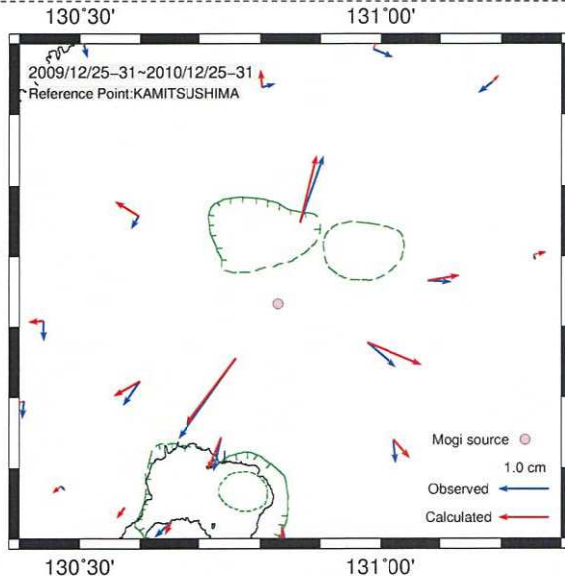 130˚30' 131˚00'
2009/12/25-31~2010/12/25-31
Reference Point:KAMITSUSHIMA
Mogi source
1.0 cm
Observed
Calculated
130˚30' 131˚00'